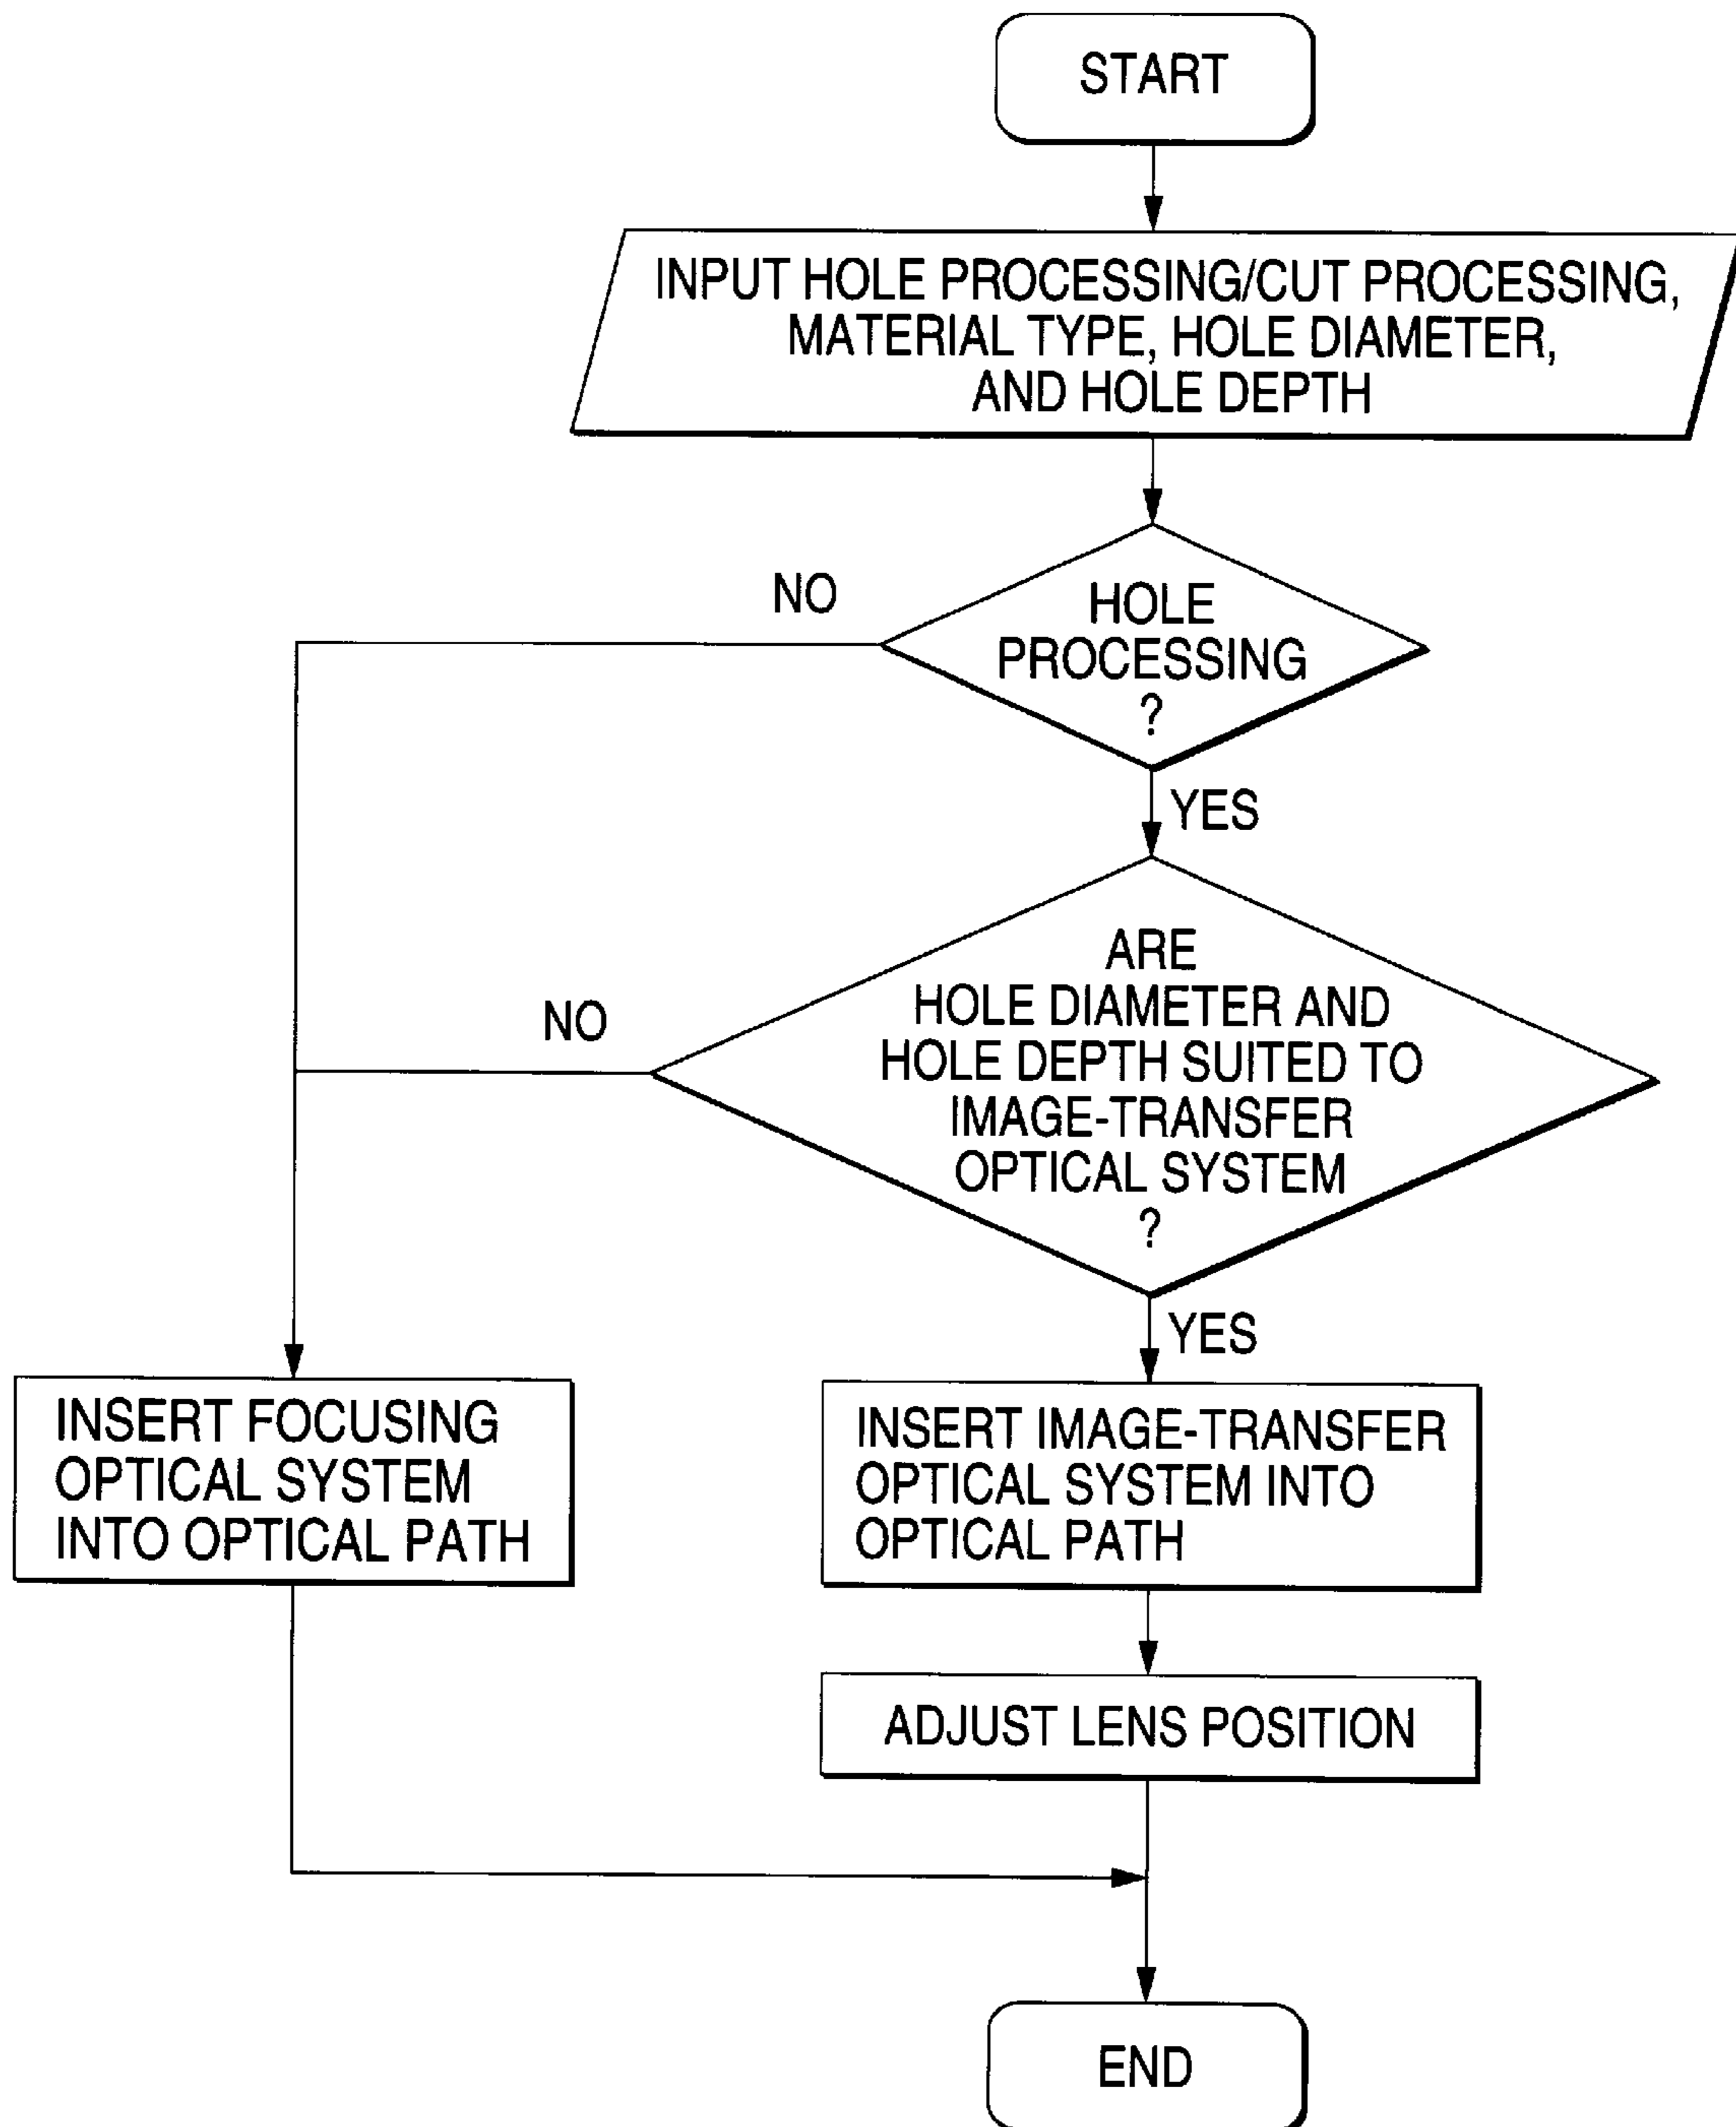 START
INPUT HOLE PROCESSING/CUT PROCESSING,
MATERIAL TYPE, HOLE DIAMETER,
AND HOLE DEPTH
NO
HOLE
PROCESSING
?
YES
ARE
HOLE DIAMETER AND
HOLE DEPTH SUITED TO
IMAGE-TRANSFER
OPTICAL SYSTEM
?
NO
YES
INSERT FOCUSING
OPTICAL SYSTEM
INTO OPTICAL PATH
INSERT IMAGE-TRANSFER
OPTICAL SYSTEM INTO
OPTICAL PATH
ADJUST LENS POSITION
END